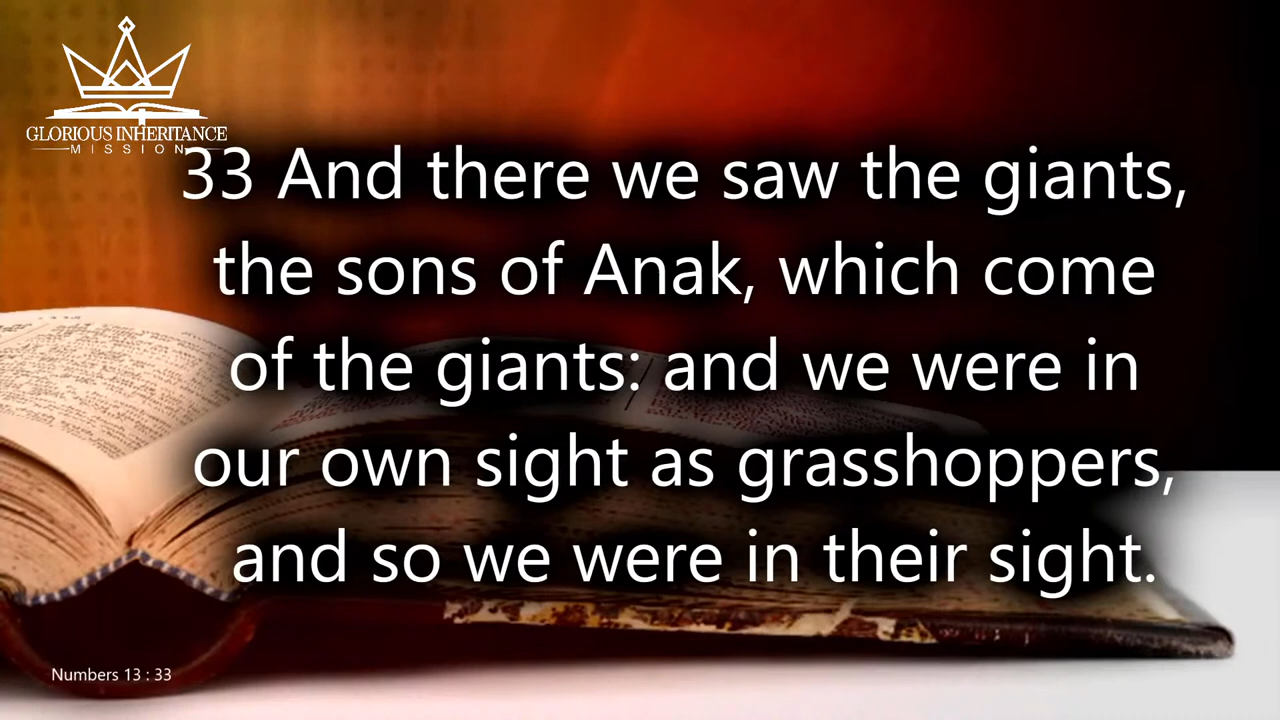 GLORIOUS INHERITANCE
MISSION
33 And there we saw the giants,
the sons of Anak, which come
of the giants: and we were in
our own sight as grasshoppers,
and so we were in their sight.
Numbers 13 : 33